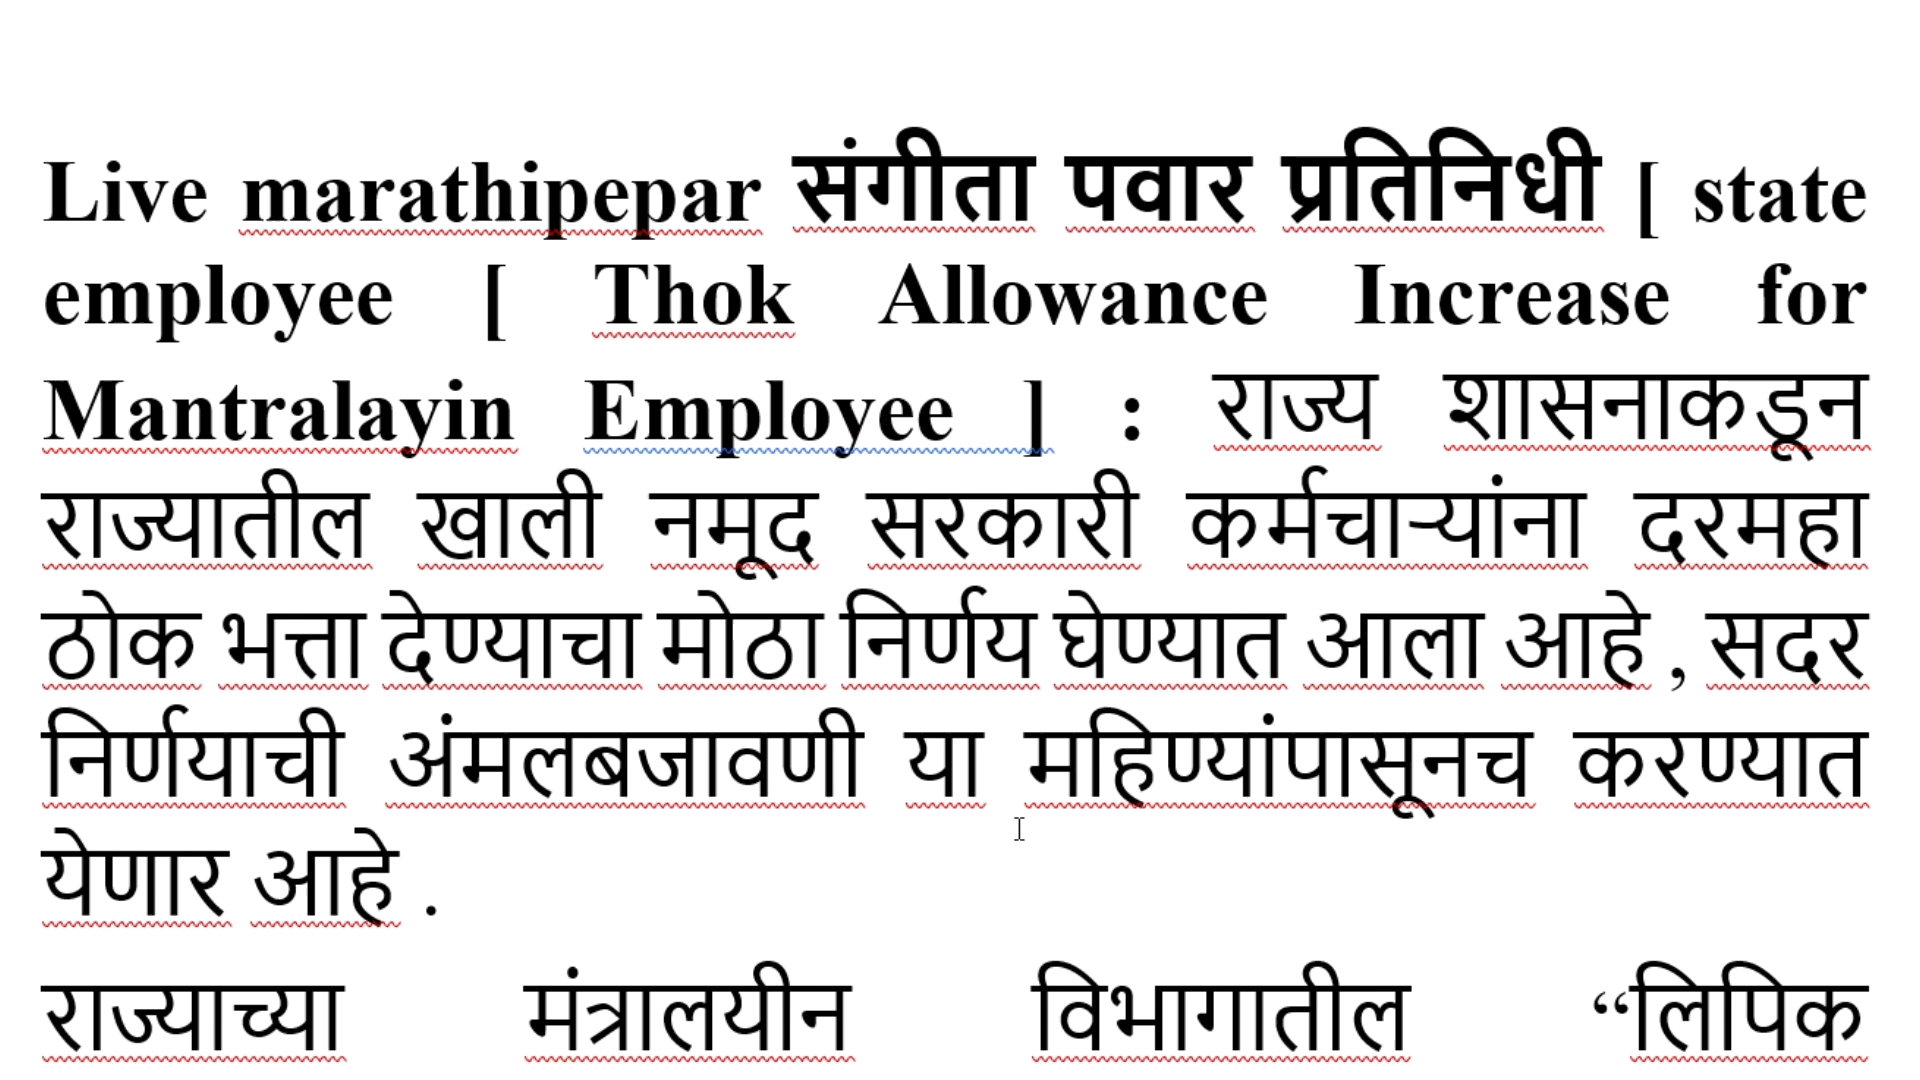 Live marathipepar संगीता पवार प्रतिनिधी [ state
employee [ Thok Allowance Increase for
Mantralayin Employee ] : राज्य शासनाकडून
राज्यातील खाली नमूद सरकारी कर्मचाऱ्यांना दरमहा
ठोक भत्ता देण्याचा मोठा निर्णय घेण्यात आला आहे , सदर
निर्णयाची अंमलबजावणी या महिण्यांपासूनच करण्यात
येणार आहे .
राज्याच्या मंत्रालयीन विभागातील “लिपिक